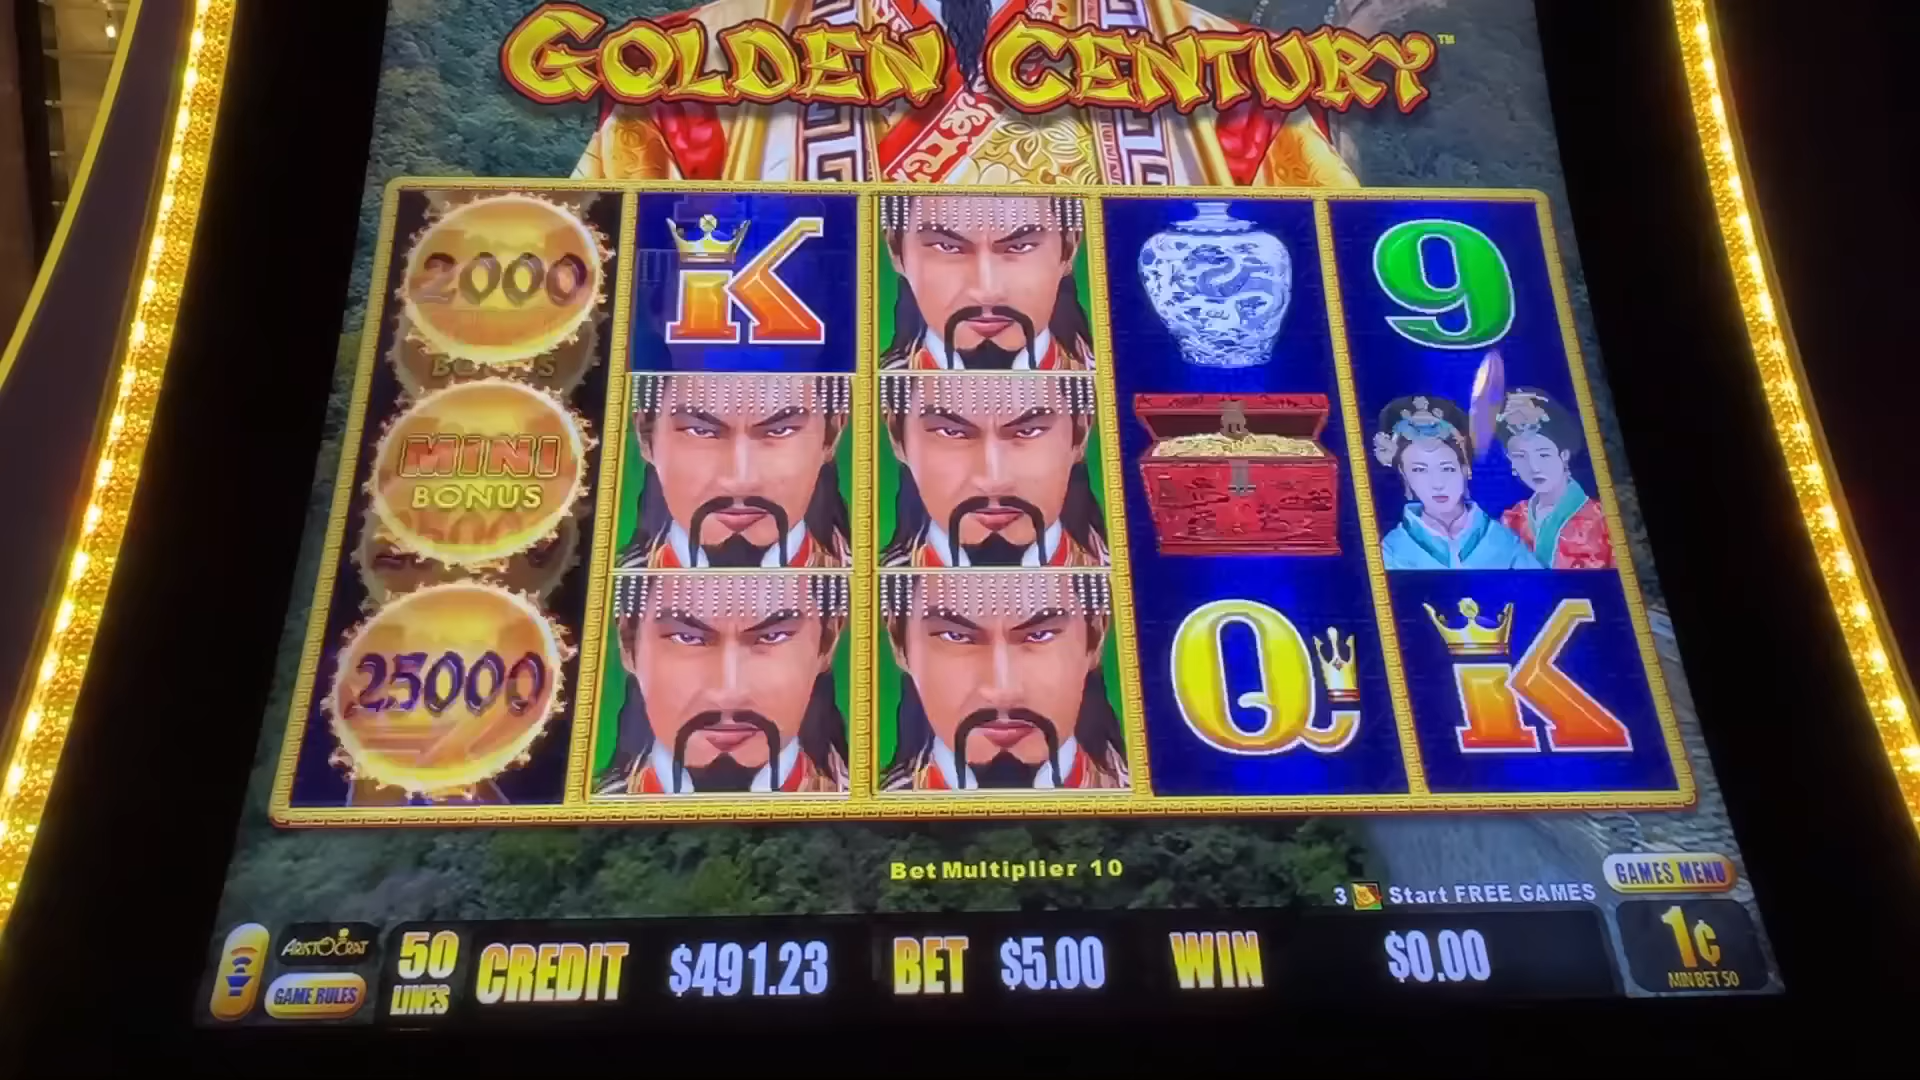 GOLDEN CENTURY™
2000
K
9
MINI
BONUS
25000
Q
K
Bet Multiplier 10
3 Start FREE GAMES
GAMES MENU
ARISTOCRAT
GAME RULES
50
LINES
CREDIT $491.23
BET $5.00
WIN $0.00
1¢
MIN BET 50